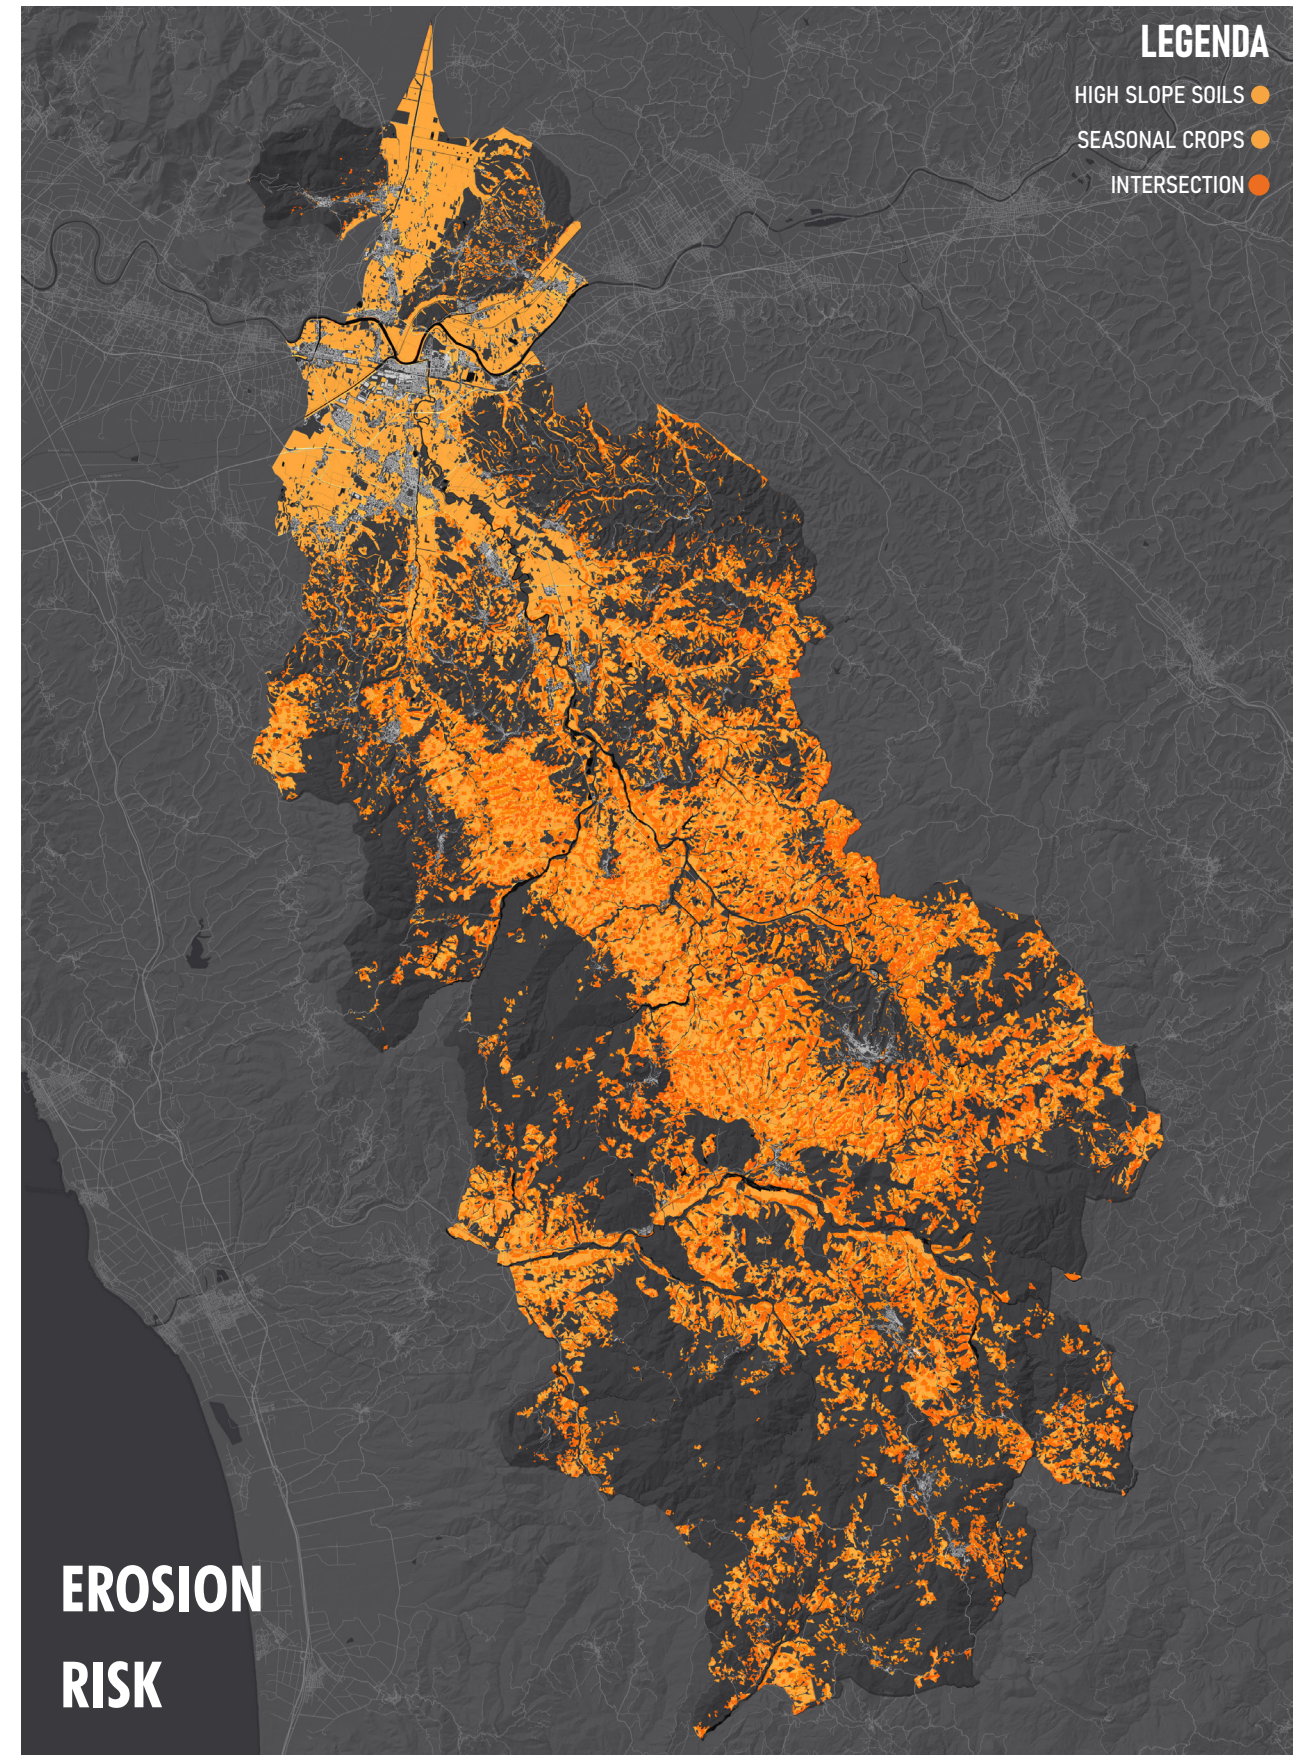 LEGENDA
HIGH SLOPE SOILS
SEASONAL CROPS
INTERSECTION
EROSION
RISK